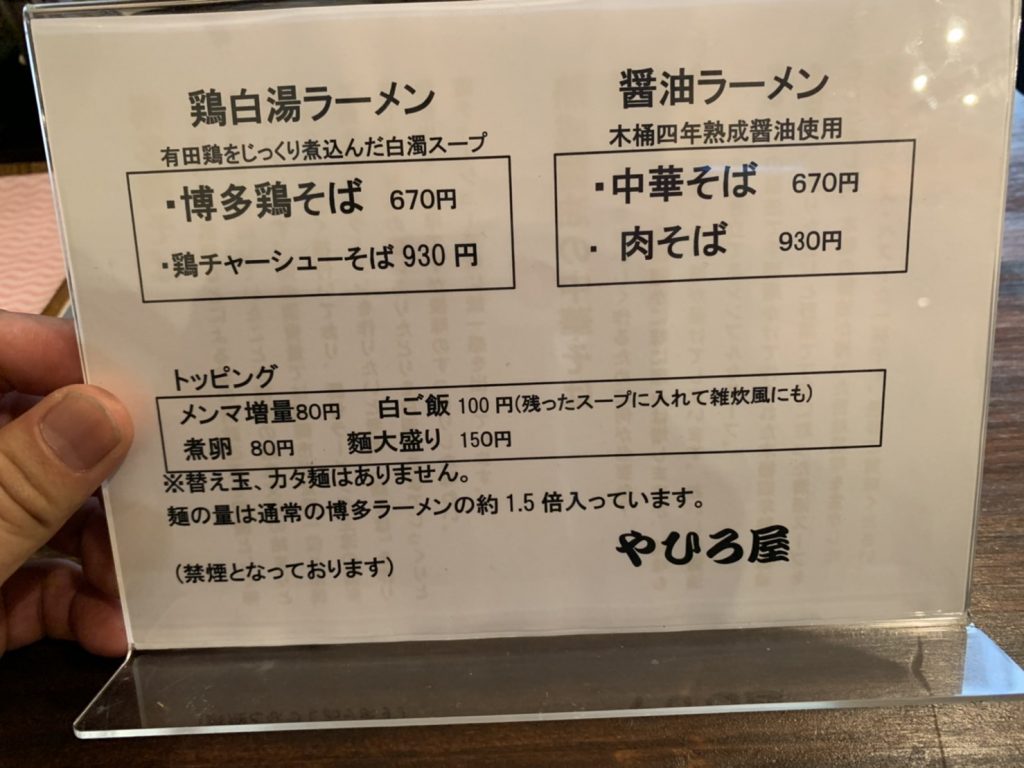 鶏白湯ラーメン
有田鶏をじっくり煮込んだ白濁スープ
・博多鶏そば 670円
・鶏チャーシューそば 930 円
醤油ラーメン
木桶四年熟成醤油使用
・中華そば 670円
・肉そば 930円
トッピング
メンマ増量80円 白ご飯 100 円(残ったスープに入れて雑炊風にも)
煮卵 80円 麺大盛り 150円
※替え玉、カタ麺はありません。
麺の量は通常の博多ラーメンの約 1.5 倍入っています。
やひろ屋
(禁煙となっております)